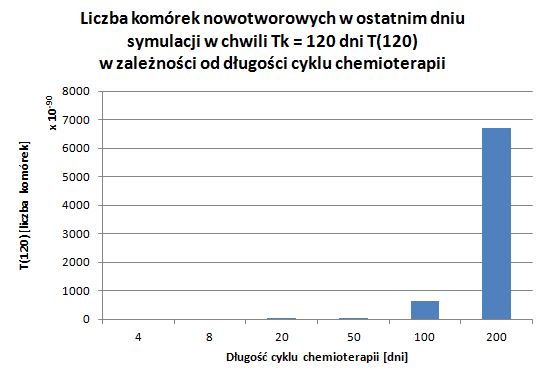 Liczba komórek nowotworowych w ostatnim dniu
symulacji w chwili Tk = 120 dni T(120)
w zależności od długości cyklu chemioterapii
x 10⁻⁹⁰
T(120)[liczba komórek]
8000
7000
6000
5000
4000
3000
2000
1000
0
4 8 20 50 100 200
Długość cyklu chemioterapii [dni]